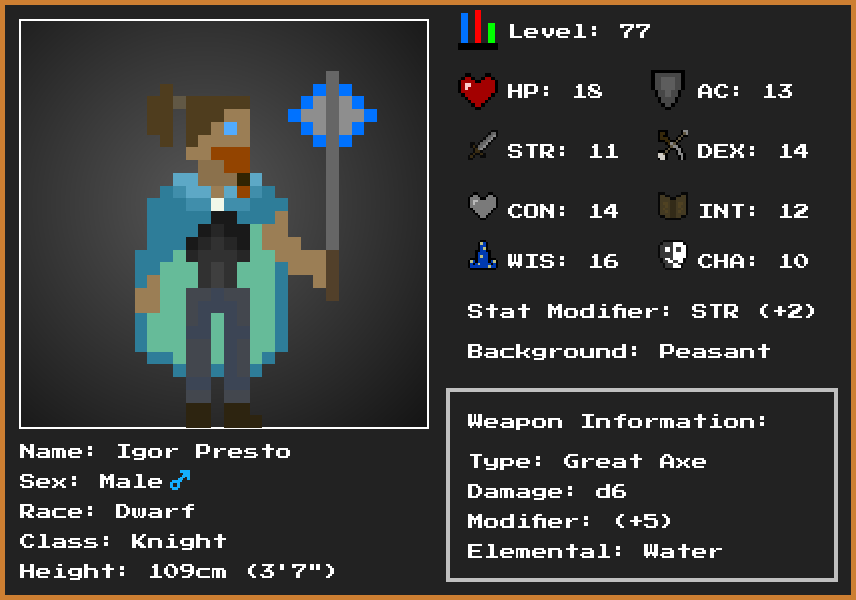 Level: 77
HP: 18 AC: 13
STR: 11 DEX: 14
CON: 14 INT: 12
WIS: 16 CHA: 10
Stat Modifier: STR (+2)
Background: Peasant
Weapon Information:
Type: Great Axe
Damage: d6
Modifier: (+5)
Elemental: Water
Name: Igor Presto
Sex: Male♂
Race: Dwarf
Class: Knight
Height: 109cm (3'7")